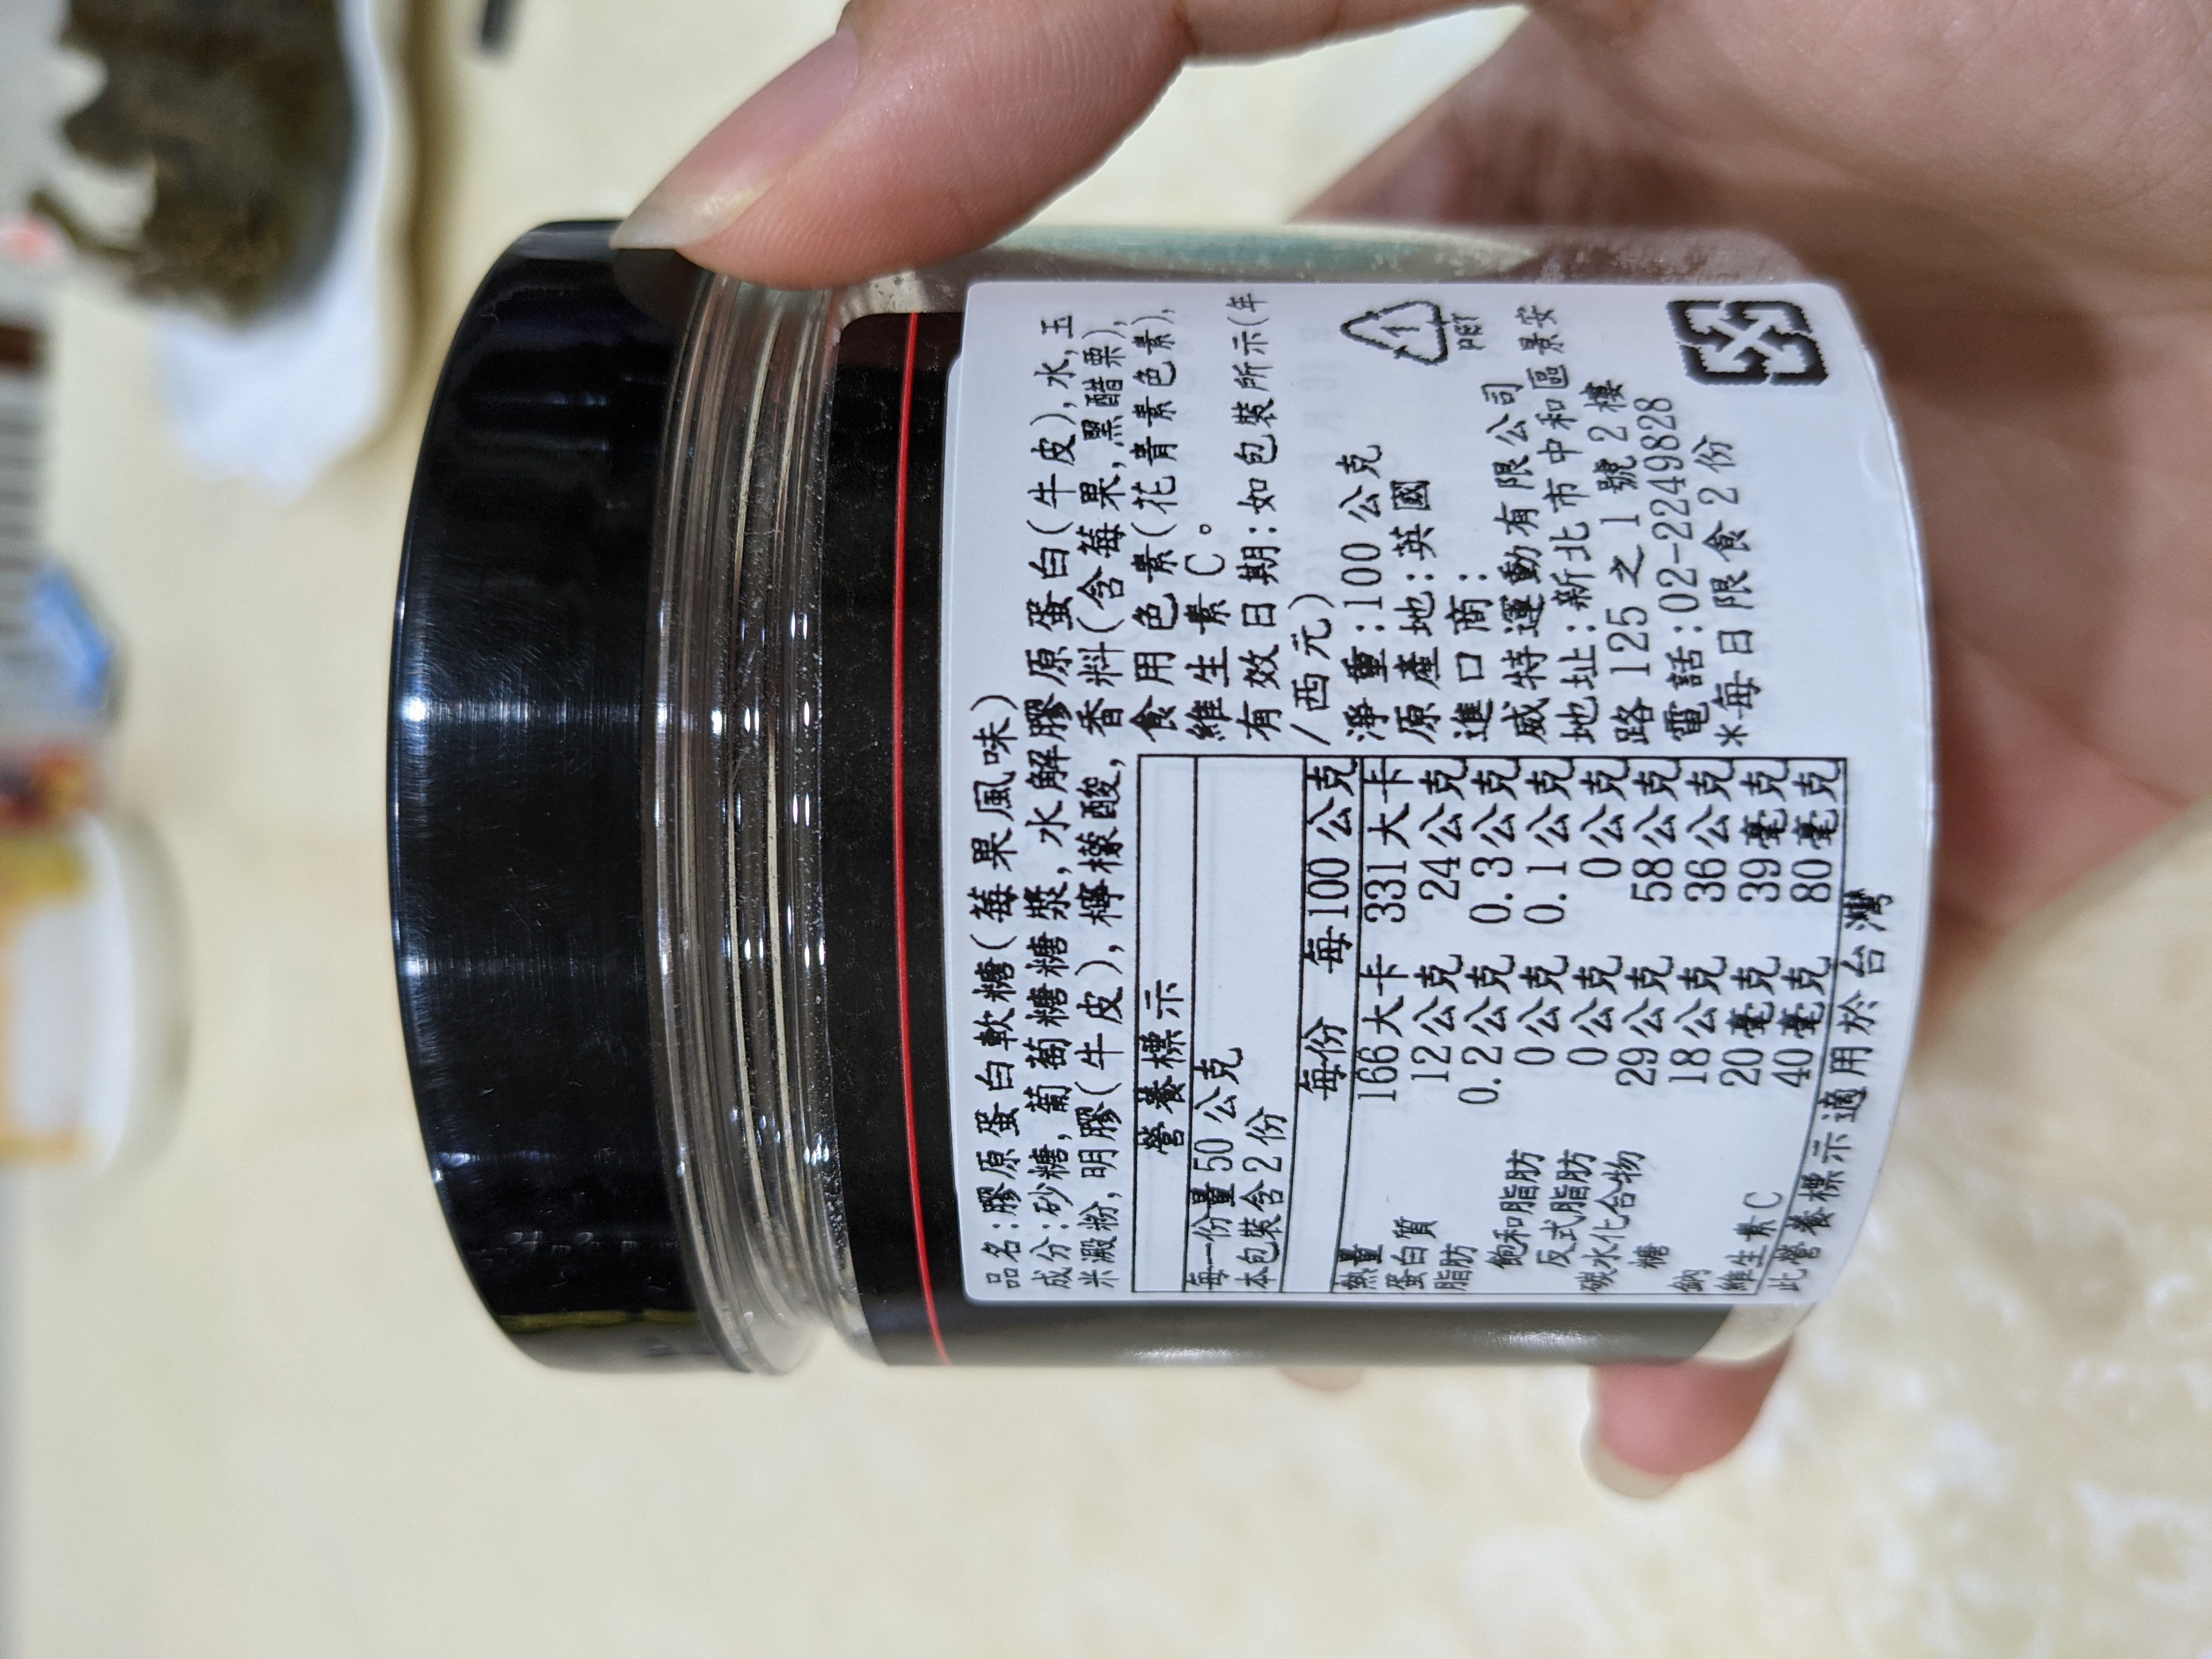 品名:膠原蛋白軟糖(莓果風味)
成分:砂糖,葡萄糖糖漿,水解膠原蛋白(牛皮),水,玉
米澱粉,明膠(牛皮),檸檬酸,香料(含莓果,黑醋栗),
食用色素(花青素色素),
維生素C。
有效日期:如包裝所示(年
/西元)
淨重:100公克
原產地:英國
進口商:
威特運動有限公司
地址:新北市中和區景安
路125之1號2樓
電話:02-2249828
*每日限食2份
1
PET
營養標示
每一份量50公克
本包裝含2份
每份 每100公克
熱量 166大卡 331大卡
蛋白質 12公克 24公克
脂肪 0.2公克 0.3公克
飽和脂肪 0公克 0.1公克
反式脂肪 0公克 0公克
碳水化合物 29公克 58公克
糖 18公克 36公克
鈉 20毫克 39毫克
維生素C 40毫克 80毫克
此營養標示適用於台灣